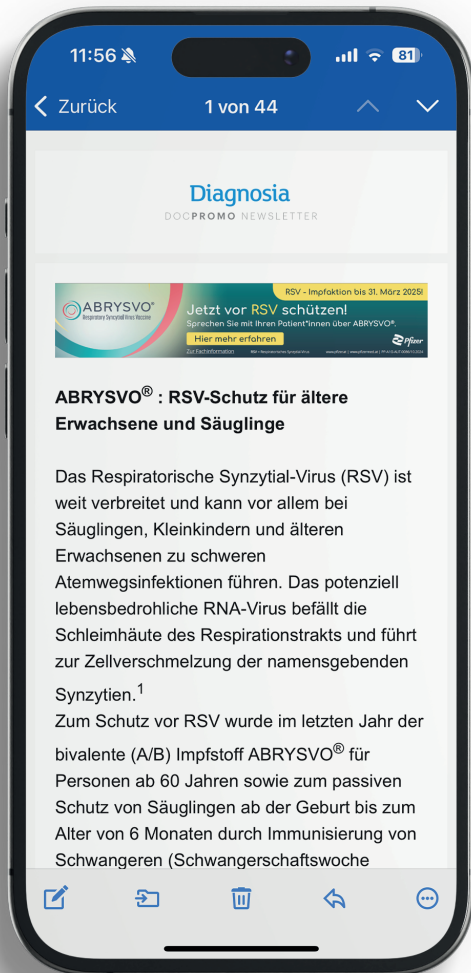 11:56
81
Zurück
1 von 44
Diagnosia
DOCPROMO NEWSLETTER
RSV - Impfaktion bis 31. März 2025!
ABRYSVO®
Respiratory Syncytial Virus Vaccine
Jetzt vor RSV schützen!
Sprechen Sie mit Ihren Patient*innen über ABRYSVO®.
Hier mehr erfahren
Pfizer
Zur Fachinformation
ABRYSVO® : RSV-Schutz für ältere
Erwachsene und Säuglinge
Das Respiratorische Synzytial-Virus (RSV) ist
weit verbreitet und kann vor allem bei
Säuglingen, Kleinkindern und älteren
Erwachsenen zu schweren
Atemwegsinfektionen führen. Das potenziell
lebensbedrohliche RNA-Virus befällt die
Schleimhäute des Respirationstrakts und führt
zur Zellverschmelzung der namensgebenden
Synzytien.1
Zum Schutz vor RSV wurde im letzten Jahr der
bivalente (A/B) Impfstoff ABRYSVO® für
Personen ab 60 Jahren sowie zum passiven
Schutz von Säuglingen ab der Geburt bis zum
Alter von 6 Monaten durch Immunisierung von
Schwangeren (Schwangerschaftswoche